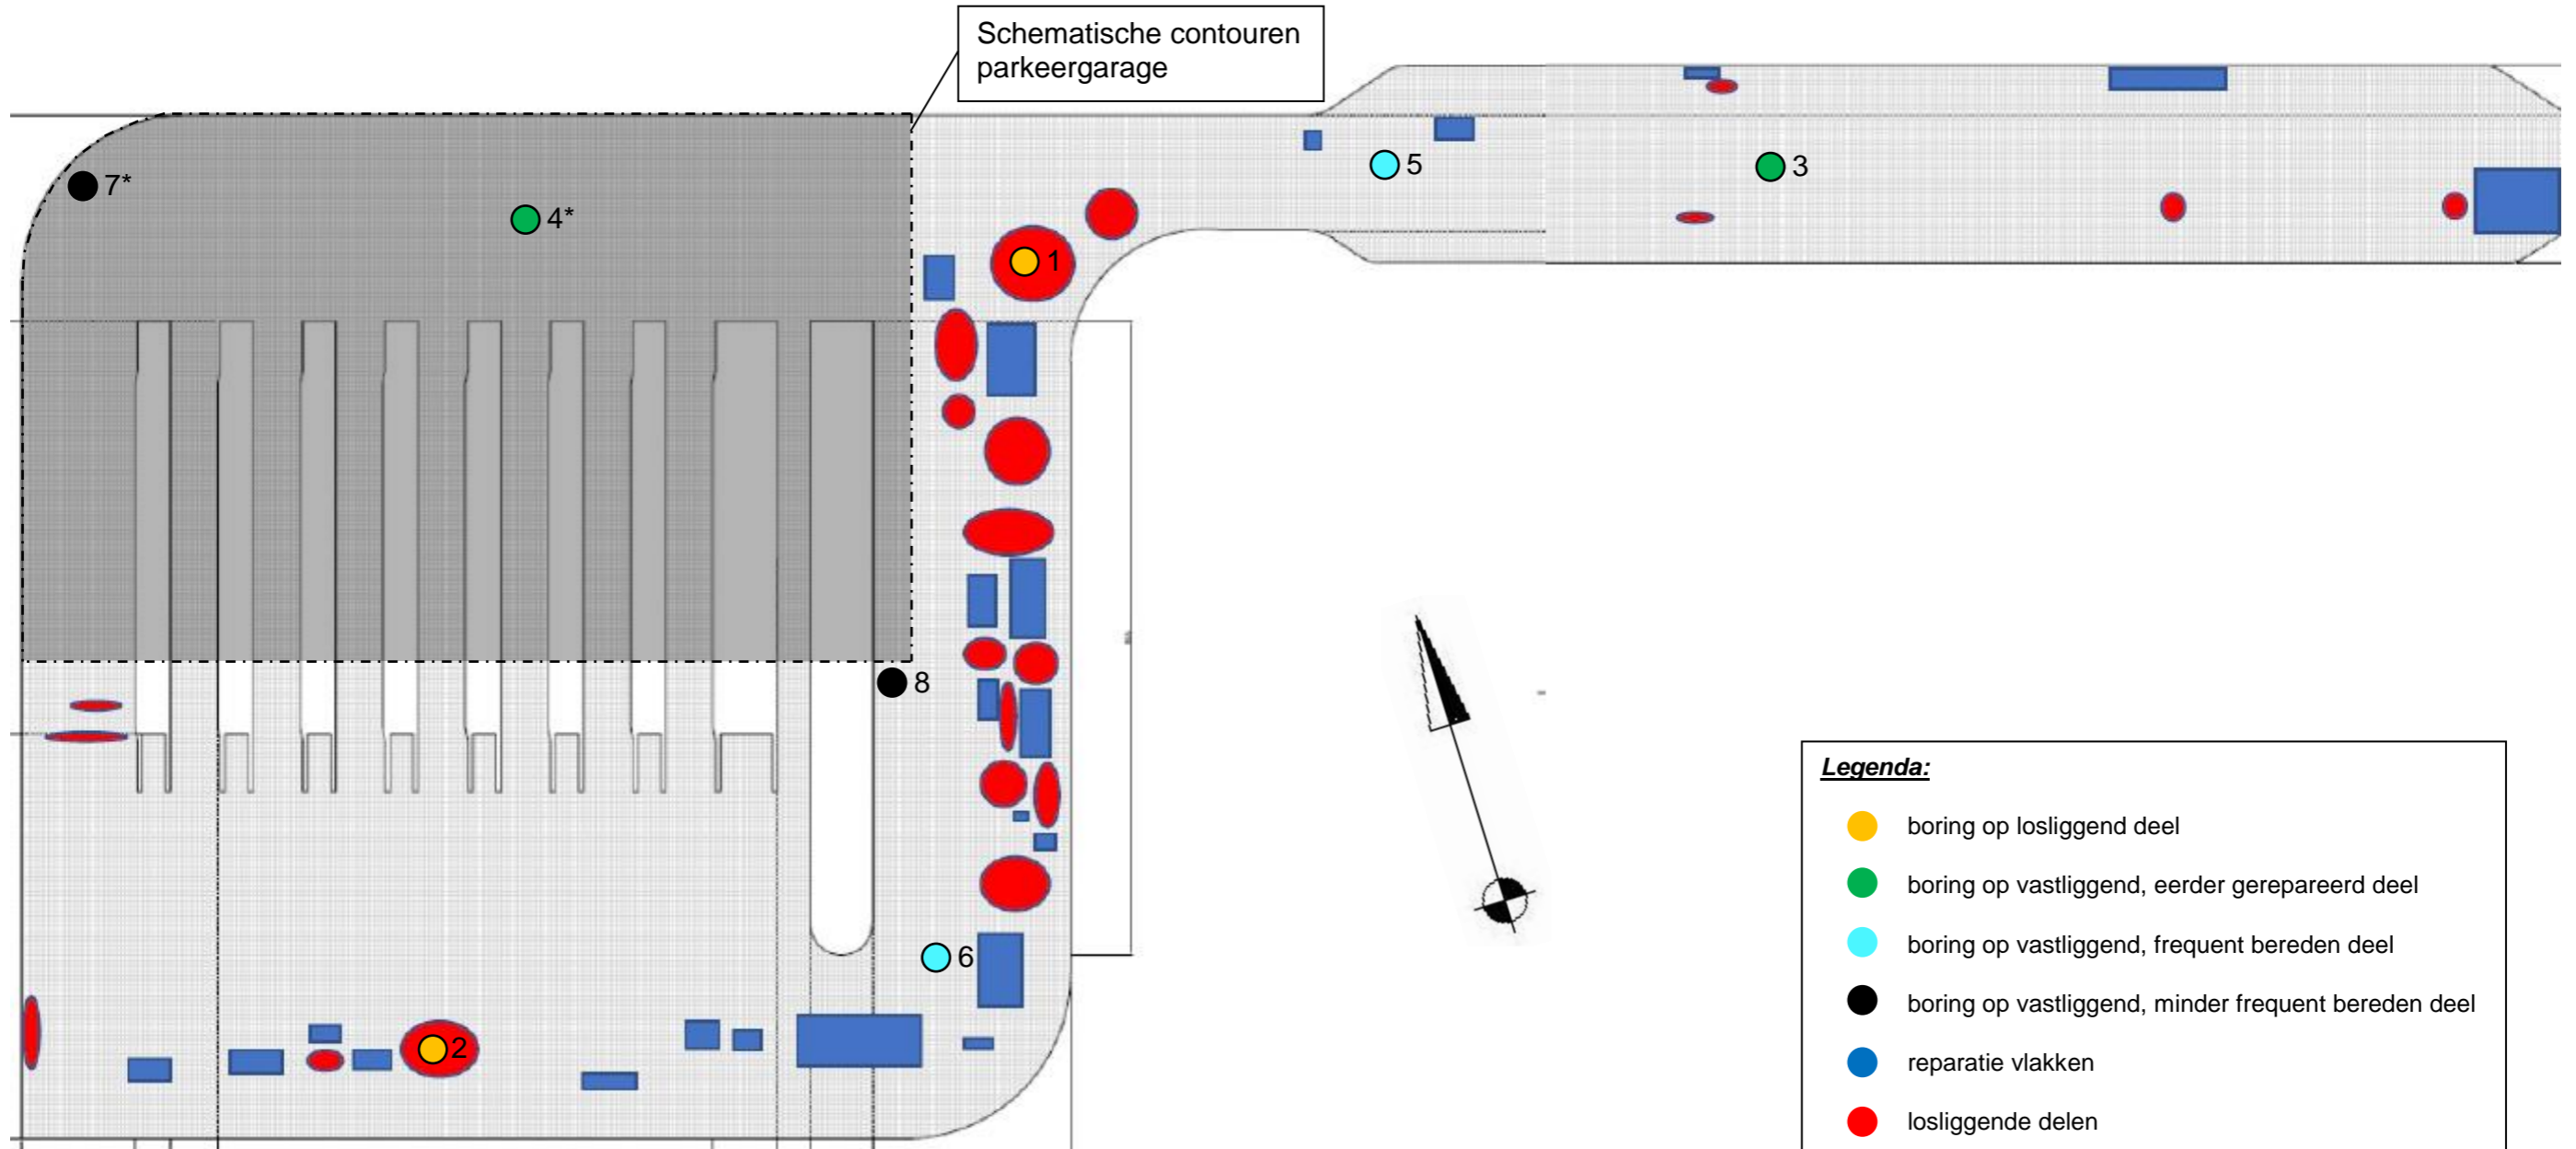 Schematische contouren
parkeergarage
7*
4*
1
5
3
8
6
2
Legenda:
boring op losliggend deel
boring op vastliggend, eerder gerepareerd deel
boring op vastliggend, frequent bereden deel
boring op vastliggend, minder frequent bereden deel
reparatie vlakken
losliggende delen